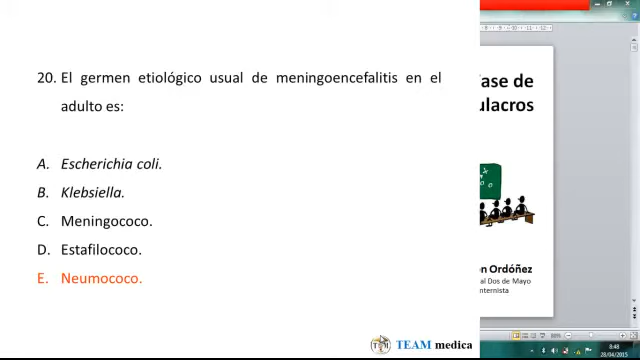 20. El germen etiológico usual de meningoencefalitis en el
adulto es:
A. Escherichia coli.
B. Klebsiella.
C. Meningococo.
D. Estafilococo.
E. Neumococo.
TEAM medica
ase de
ulacros
on Ordóñez
al Dos de Mayo
nternista
8:48
28/04/2015